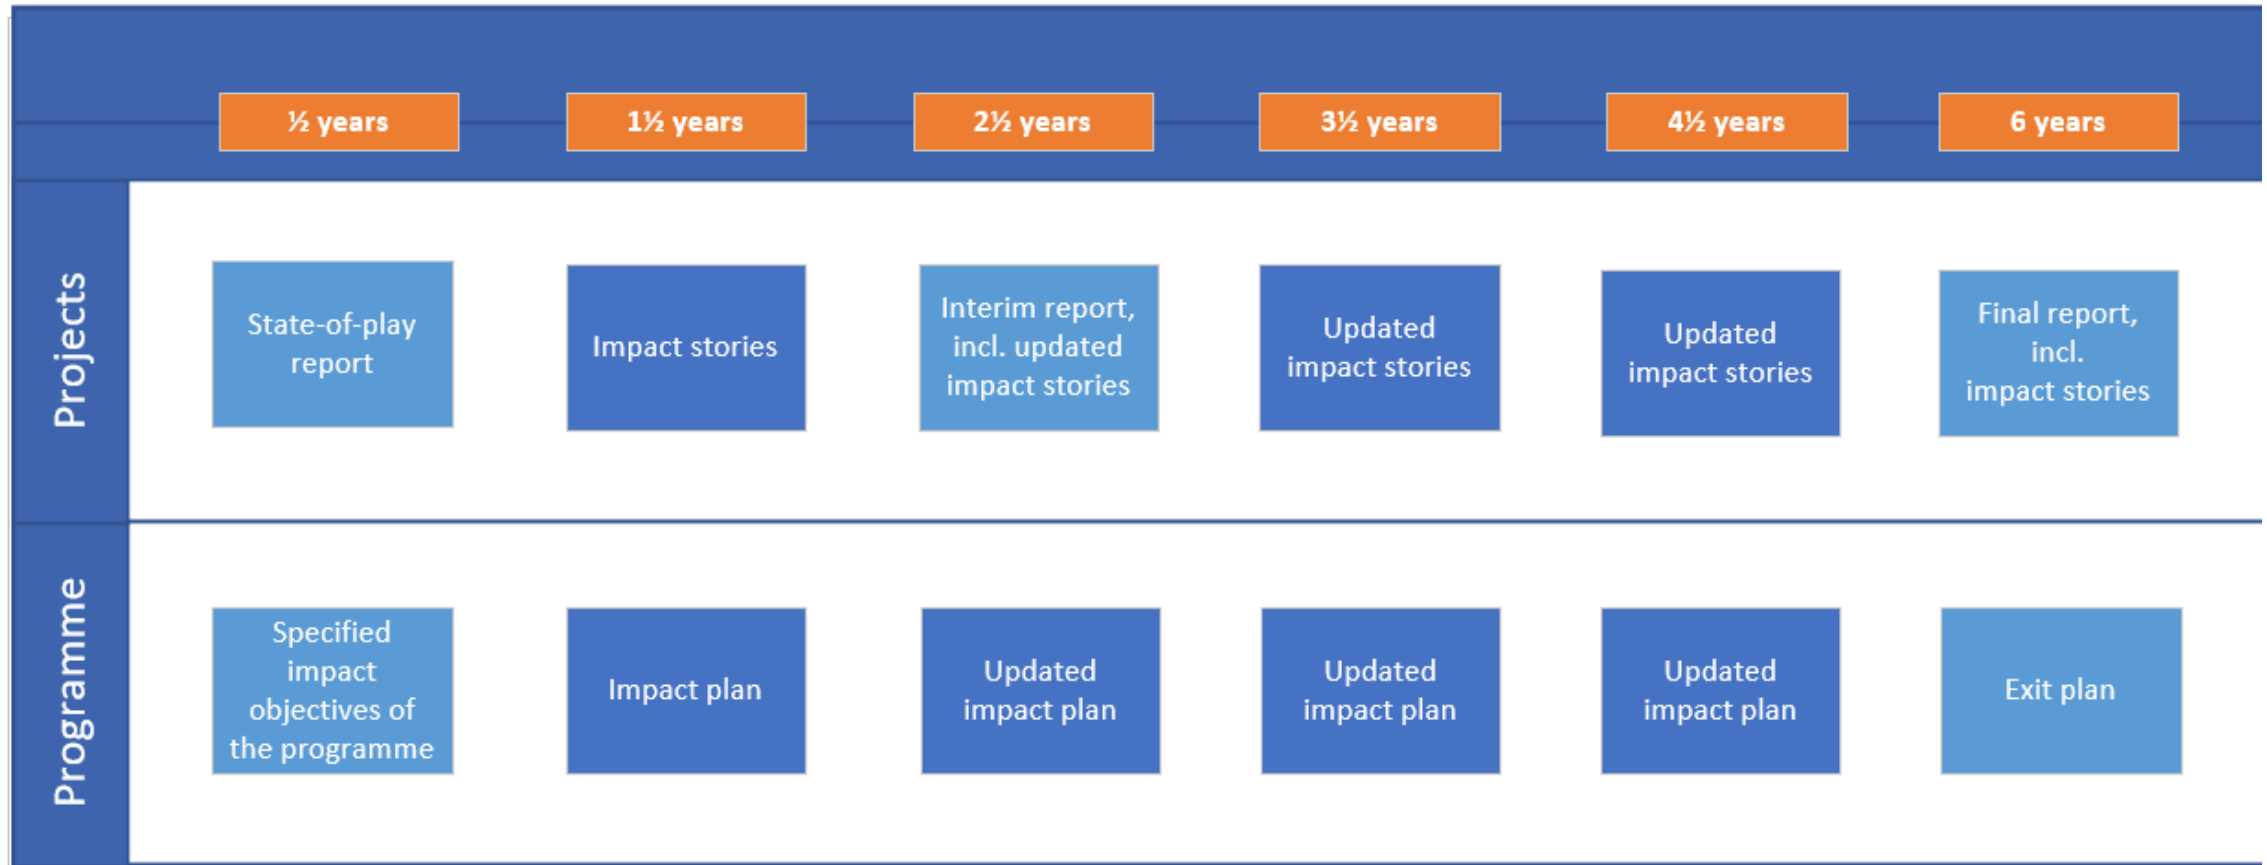 ½ years
1½ years
2½ years
3½ years
4½ years
6 years
Projects
State-of-play
report
Impact stories
Interim report,
incl. updated
impact stories
Updated
impact stories
Updated
impact stories
Final report,
incl.
impact stories
Programme
Specified
impact
objectives of
the programme
Impact plan
Updated
impact plan
Updated
impact plan
Updated
impact plan
Exit plan